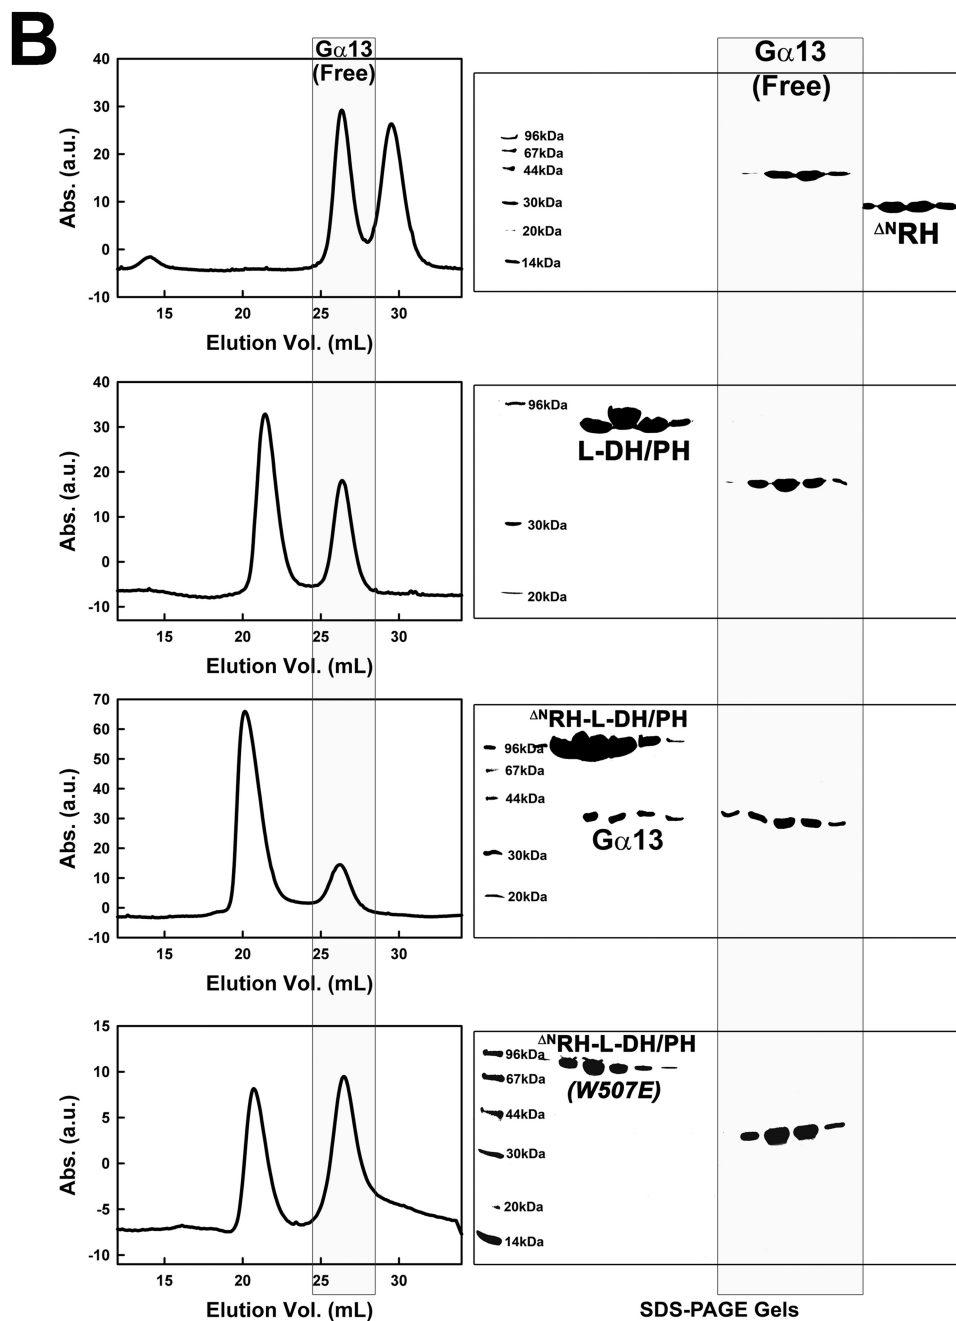 B
Gα13
(Free)
Gα13
(Free)
40
30
20
10
0
-10
Abs. (a.u.)
15 20 25 30
Elution Vol. (mL)
96kDa
67kDa
44kDa
30kDa
20kDa
14kDa
ΔNRH
40
30
20
10
0
-10
Abs. (a.u.)
15 20 25 30
Elution Vol. (mL)
96kDa
L-DH/PH
30kDa
20kDa
70
60
50
40
30
20
10
0
-10
Abs. (a.u.)
15 20 25 30
Elution Vol. (mL)
ΔNRH-L-DH/PH
96kDa
67kDa
44kDa
Gα13
30kDa
20kDa
15
10
5
0
-5
-10
Abs. (a.u.)
15 20 25 30
Elution Vol. (mL)
ΔNRH-L-DH/PH
96kDa
67kDa
(W507E)
44kDa
30kDa
20kDa
14kDa
SDS-PAGE Gels